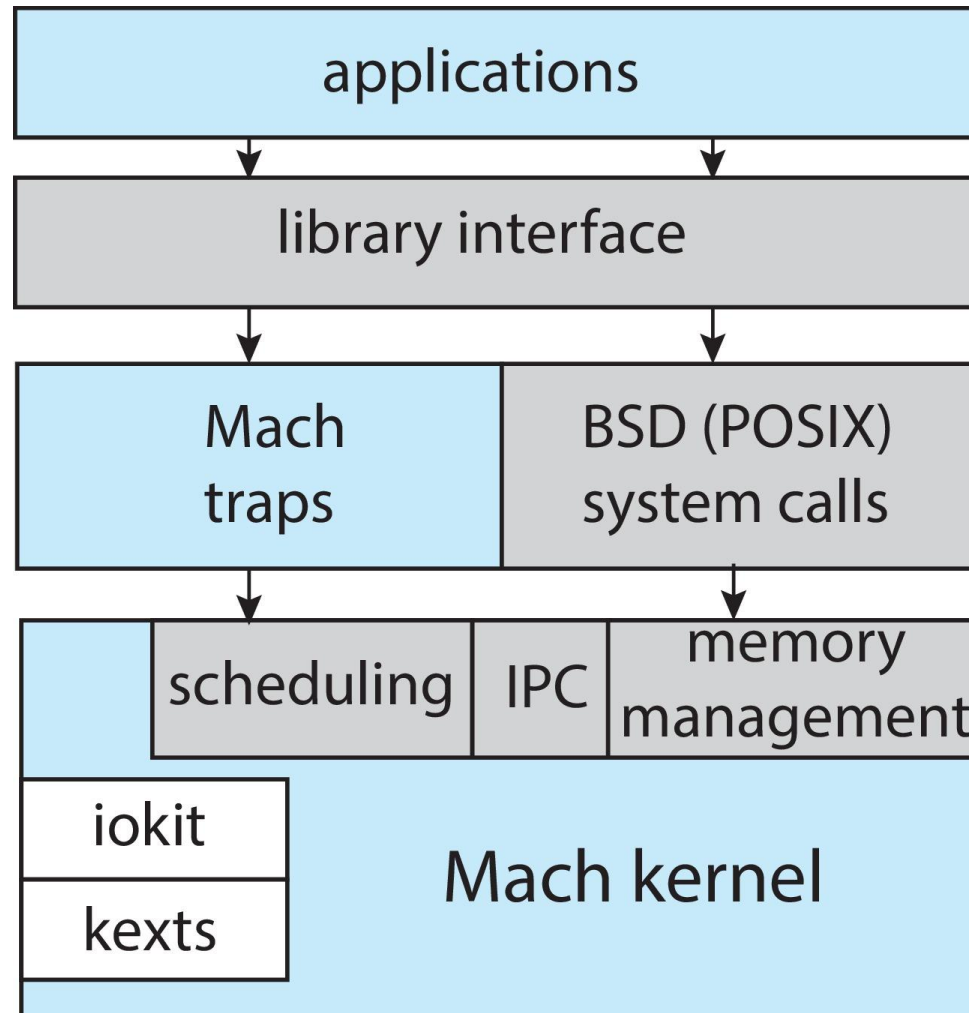 applications
library interface
Mach
traps
BSD (POSIX)
system calls
scheduling
IPC
memory
management
iokit
kexts
Mach kernel